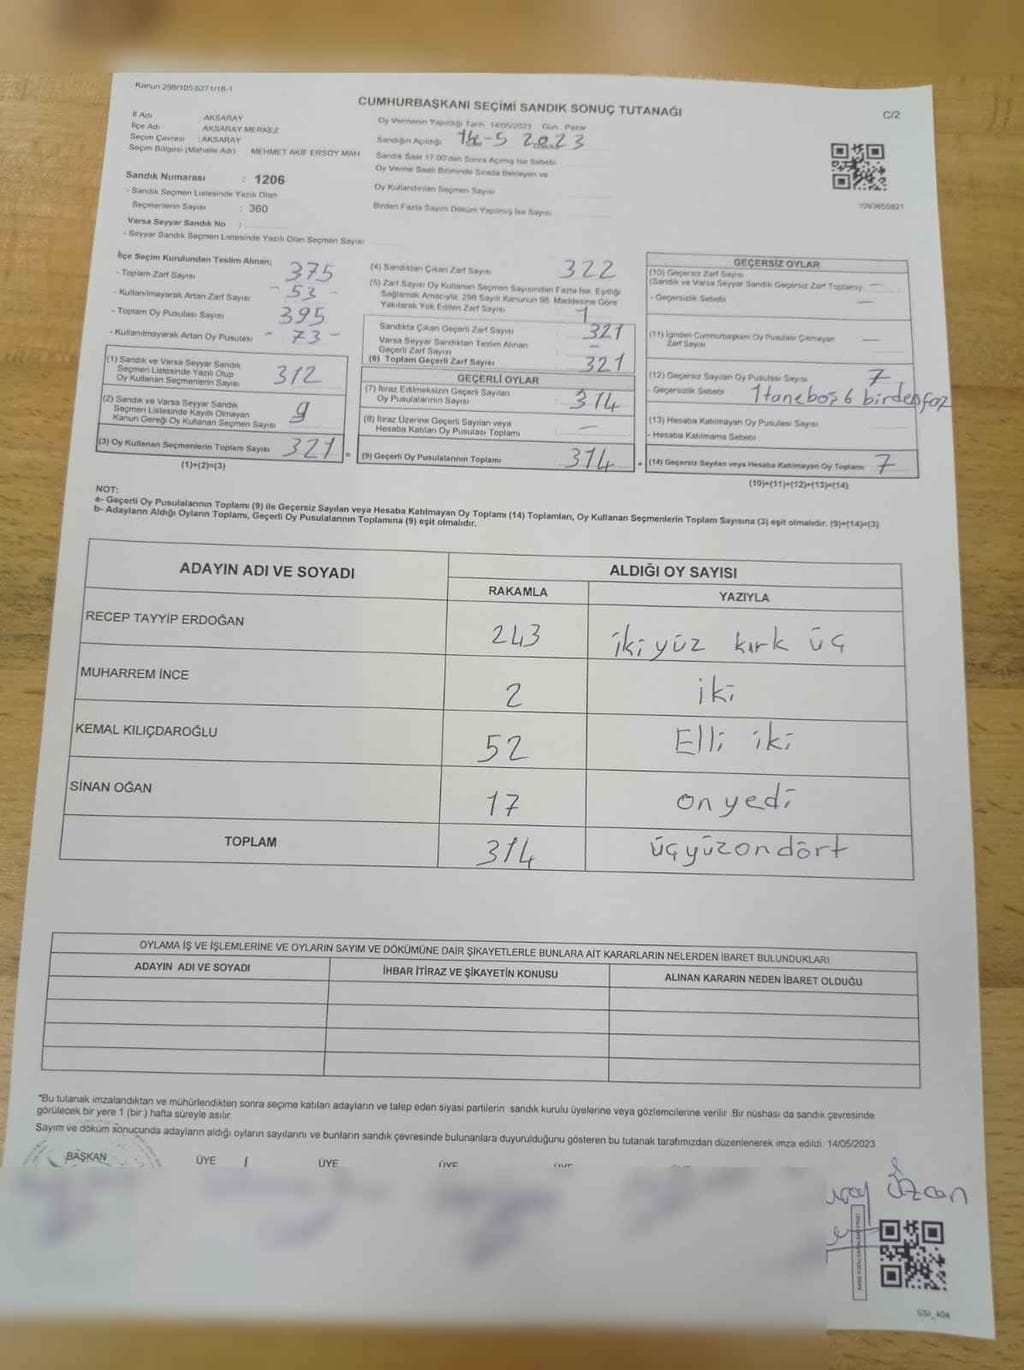 Kanun 298/105 6271/18-1
CUMHURBAŞKANI SEÇİMİ SANDIK SONUÇ TUTANAĞI
C/2
İl Adı AKSARAY
İlçe Adı AKSARAY MERKEZ
Seçim Çevresi : AKSARAY
Seçim Bölgesi (Mahalle Adı) MEHMET AKİF ERSOY MAH
Sandık Numarası : 1206
- Sandık Seçmen Listesinde Yazılı Olan
Seçmenlerin Sayısı : 360
Varsa Seyyar Sandık No :
- Seyyar Sandık Seçmen Listesinde Yazılı Olan Seçmen Sayısı
Oy Vermenin Yapıldığı Tarih 14/05/2023 Gün Pazar
Sandığın Açıldığı 14-5 2023
Sandık Saat 17.00'den Sonra Açılmış İse Sebebi
Oy Verme Saati Bitiminde Sırada Bekleyen ve
Oy Kullandırılan Seçmen Sayısı
Birden Fazla Sayım Döküm Yapılmış İse Sayısı
İlçe Seçim Kurulundan Teslim Alınan;
- Toplam Zarf Sayısı 375
- Kullanılmayarak Artan Zarf Sayısı - 53 -
- Toplam Oy Pusulası Sayısı 395
- Kullanılmayarak Artan Oy Pusulası - 73 -
(1) Sandık ve Varsa Seyyar Sandık
Seçmen Listesinde Yazılı Olup
Oy Kullanan Seçmenlerin Sayısı 312
(2) Sandık ve Varsa Seyyar Sandık
Seçmen Listesinde Kayıtlı Olmayan
Kanun Gereği Oy Kullanan Seçmen Sayısı 9
(3) Oy Kullanan Seçmenlerin Toplam Sayısı 321 =
(1)+(2)=(3)
(4) Sandıktan Çıkan Zarf Sayısı 322
(5) Zarf Sayısı Oy Kullanan Seçmen Sayısından Fazla İse, Eşitliği
Sağlamak Amacıyla; 298 Sayılı Kanunun 98. Maddesine Göre
Yakılarak Yok Edilen Zarf Sayısı 1
Sandıkta Çıkan Geçerli Zarf Sayısı 321
Varsa Seyyar Sandıktan Teslim Alınan
Geçerli Zarf Sayısı -
(6) Toplam Geçerli Zarf Sayısı 321
GEÇERLİ OYLAR
(7) İtiraz Edilmeksizin Geçerli Sayılan
Oy Pusulalarının Sayısı 314
(8) İtiraz Üzerine Geçerli Sayılan veya
Hesaba Katılan Oy Pusulası Toplamı -
(9) Geçerli Oy Pusulalarının Toplamı 314 +
GEÇERSİZ OYLAR
(10) Geçersiz Zarf Sayısı
(Sandık ve Varsa Seyyar Sandık Geçersiz Zarf Toplamı) -
- Geçersizlik Sebebi -
(11) İçinden Cumhurbaşkanı Oy Pusulası Çıkmayan
Zarf Sayısı -
(12) Geçersiz Sayılan Oy Pusulası Sayısı 7
- Geçersizlik Sebebi 1 tane boş 6 birden faz
(13) Hesaba Katılmayan Oy Pusulası Sayısı
- Hesaba Katılmama Sebebi
(14) Geçersiz Sayılan veya Hesaba Katılmayan Oy Toplamı 7
(10)+(11)+(12)+(13)=(14)
NOT:
a- Geçerli Oy Pusulalarının Toplamı (9) ile Geçersiz Sayılan veya Hesaba Katılmayan Oy Toplamı (14) Toplamları, Oy Kullanan Seçmenlerin Toplam Sayısına (3) eşit olmalıdır. (9)+(14)=(3)
b- Adayların Aldığı Oyların Toplamı, Geçerli Oy Pusulalarının Toplamına (9) eşit olmalıdır.
ADAYIN ADI VE SOYADI ALDIĞI OY SAYISI
RAKAMLA YAZIYLA
RECEP TAYYİP ERDOĞAN 243 iki yüz kırk üç
MUHARREM İNCE 2 iki
KEMAL KILIÇDAROĞLU 52 Elli iki
SİNAN OĞAN 17 on yedi
TOPLAM 314 üçyüzondört
OYLAMA İŞ VE İŞLEMLERİNE VE OYLARIN SAYIM VE DÖKÜMÜNE DAİR ŞİKAYETLERLE BUNLARA AİT KARARLARIN NELERDEN İBARET BULUNDUKLARI
ADAYIN ADI VE SOYADI İHBAR İTİRAZ VE ŞİKAYETİN KONUSU ALINAN KARARIN NEDEN İBARET OLDUĞU
"Bu tutanak imzalandıktan ve mühürlendikten sonra seçime katılan adayların ve talep eden siyasi partilerin sandık kurulu üyelerine veya gözlemcilerine verilir. Bir nüshası da sandık çevresinde
görülecek bir yere 1 (bir) hafta süreyle asılır.
Sayım ve döküm sonucunda adayların aldığı oyların sayılarını ve bunların sandık çevresinde bulunanlara duyurulduğunu gösteren bu tutanak tarafımızdan düzenlenerek imza edildi. 14/05/2023
BAŞKAN ÜYE ÜYE ÜYE
Özcan